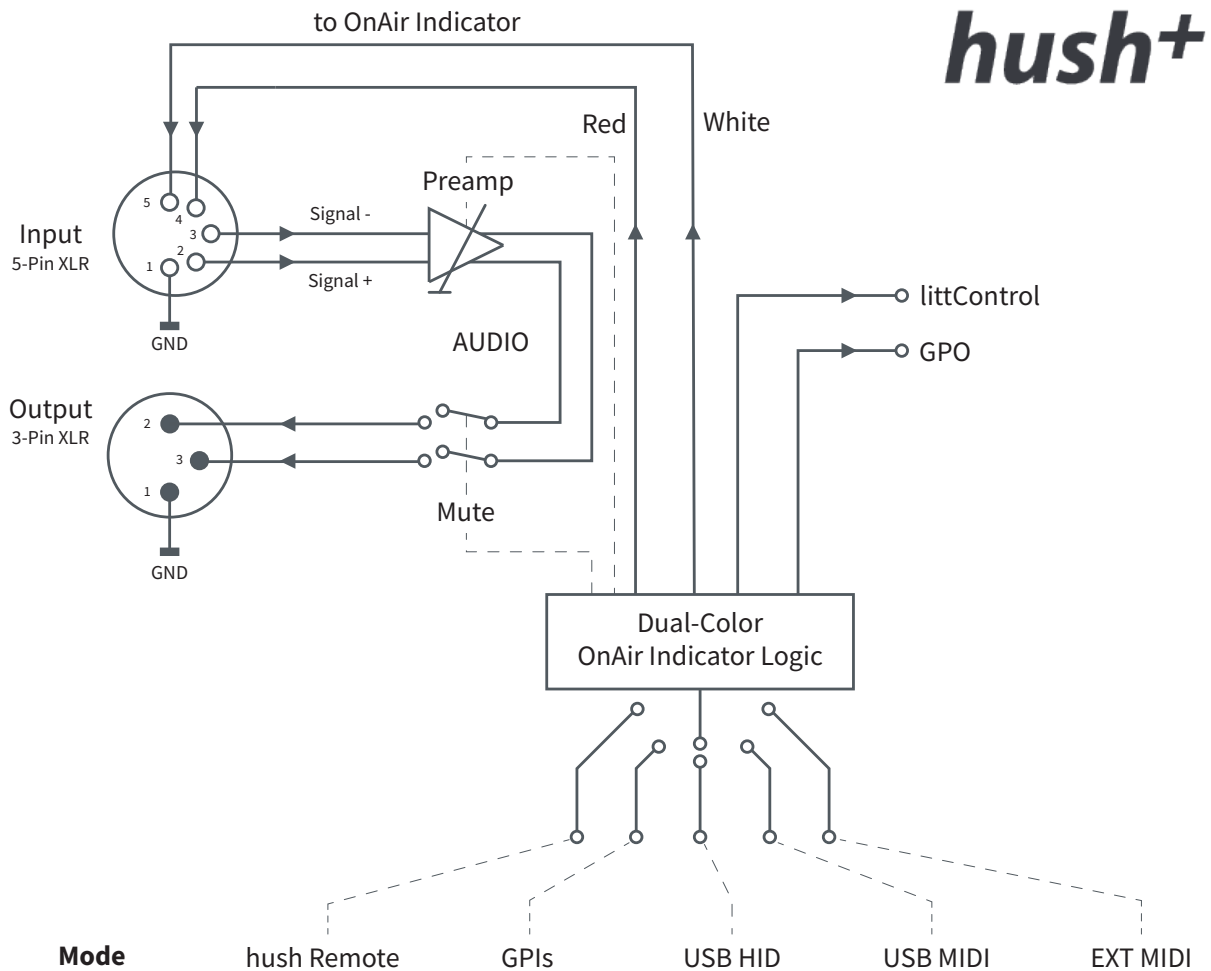 to OnAir Indicator
hush+
Red
White
Preamp
5
4
3
2
1
Signal -
Signal +
Input
5-Pin XLR
GND
AUDIO
littControl
GPO
Output
3-Pin XLR
2
3
1
GND
Mute
Dual-Color
OnAir Indicator Logic
Mode
hush Remote
GPIs
USB HID
USB MIDI
EXT MIDI